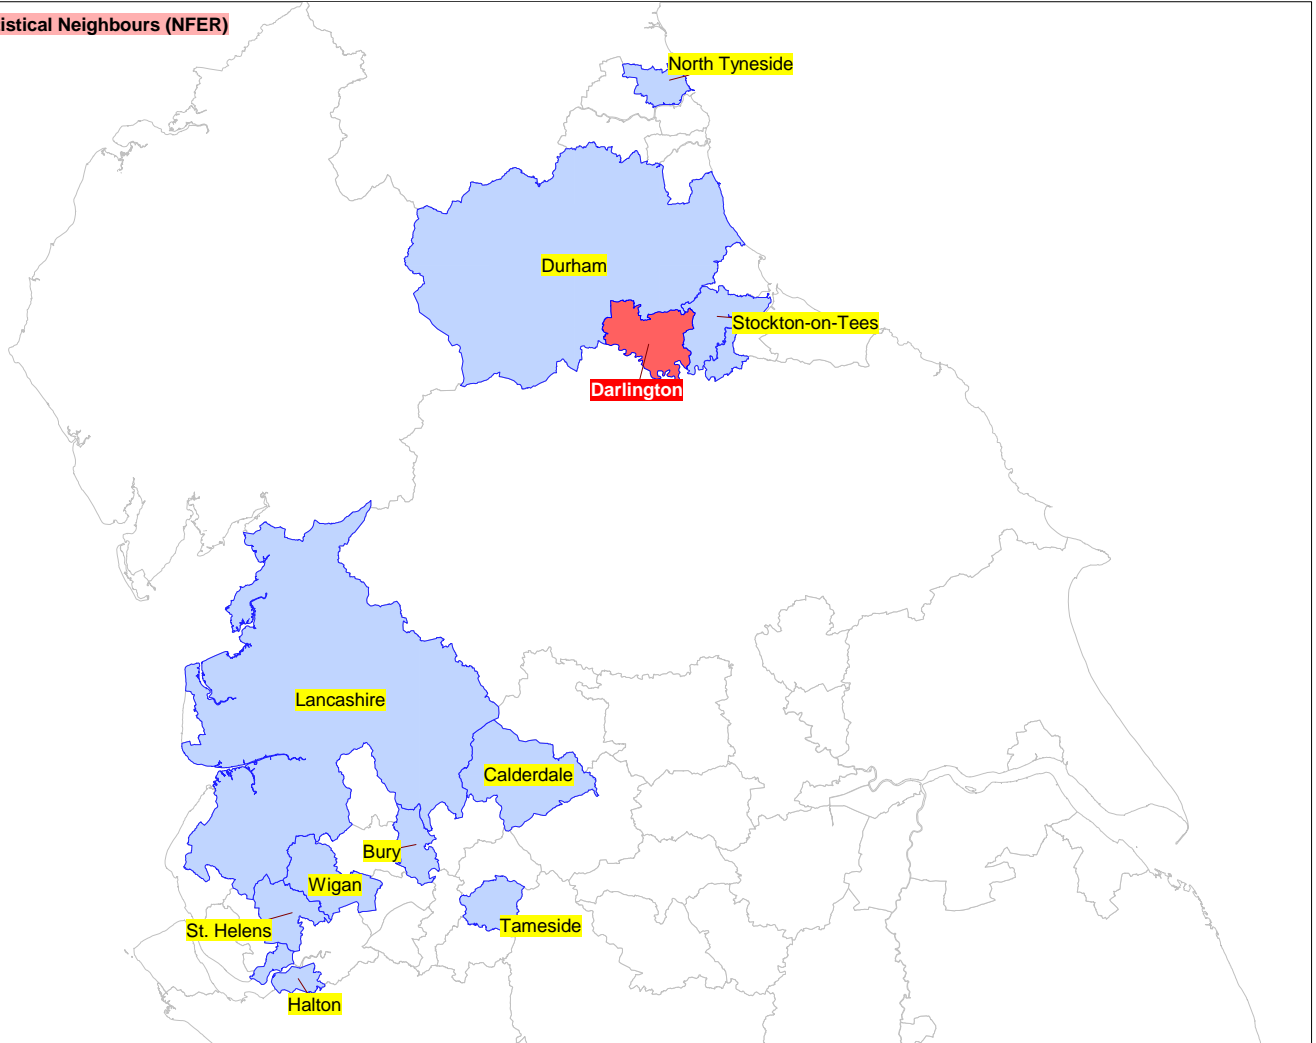 istical Neighbours (NFER)
North Tyneside
Durham
Stockton-on-Tees
Darlington
Lancashire
Calderdale
Bury
Wigan
St. Helens
Tameside
Halton